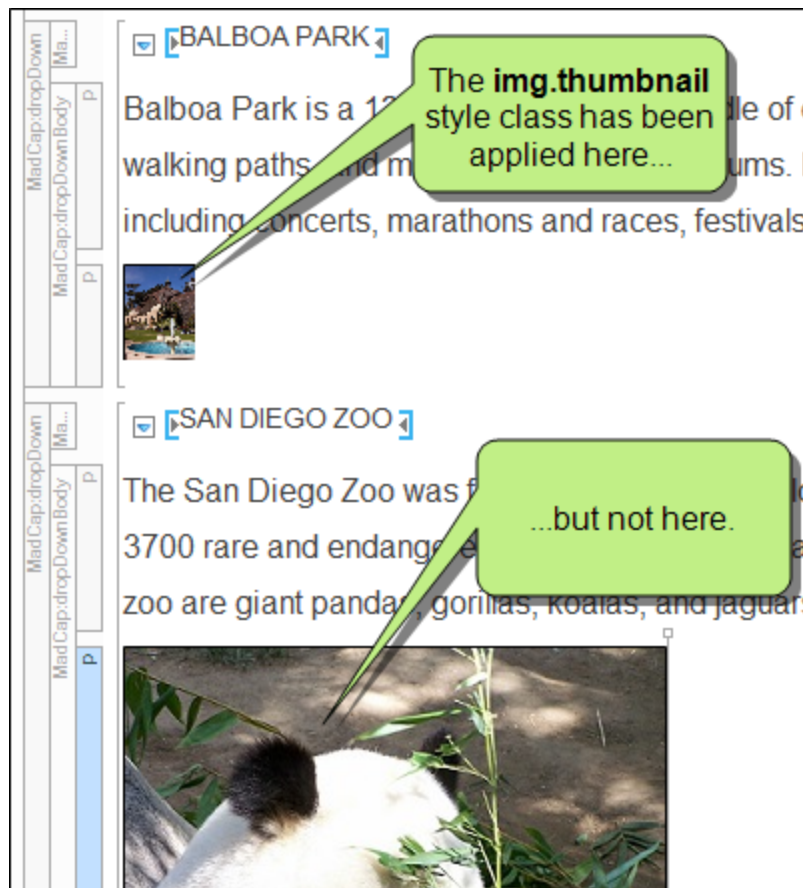 MadCap:dropDown
Ma...
MadCap:dropDownBody
p
p
BALBOA PARK
The img.thumbnail
style class has been
applied here...
Balboa Park is a 12 dle of
walking paths, and m ums.
including concerts, marathons and races, festivals
MadCap:dropDown
Ma...
MadCap:dropDownBody
p
p
SAN DIEGO ZOO
...but not here.
The San Diego Zoo was
3700 rare and endange
zoo are giant pandas, gorillas, koalas, and jaguars